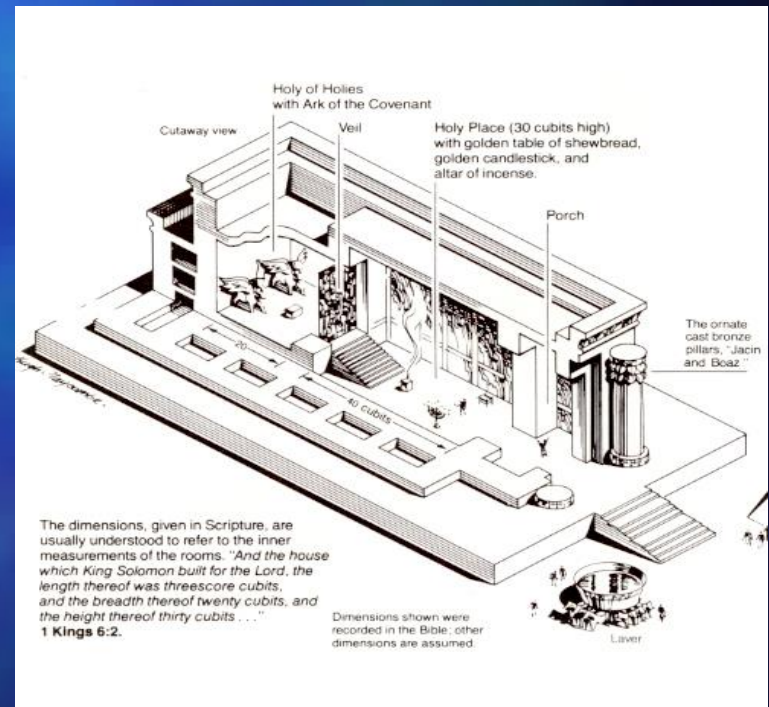 Holy of Holies
with Ark of the Covenant
Cutaway view
Veil
Holy Place (30 cubits high)
with golden table of shewbread,
golden candlestick, and
altar of incense.
Porch
The ornate
cast bronze
pillars, "Jacin
and Boaz."
20
40 cubits
The dimensions, given in Scripture, are
usually understood to refer to the inner
measurements of the rooms. "And the house
which King Solomon built for the Lord, the
length thereof was threescore cubits,
and the breadth thereof twenty cubits, and
the height thereof thirty cubits . . ."
1 Kings 6:2.
Dimensions shown were
recorded in the Bible; other
dimensions are assumed.
Laver